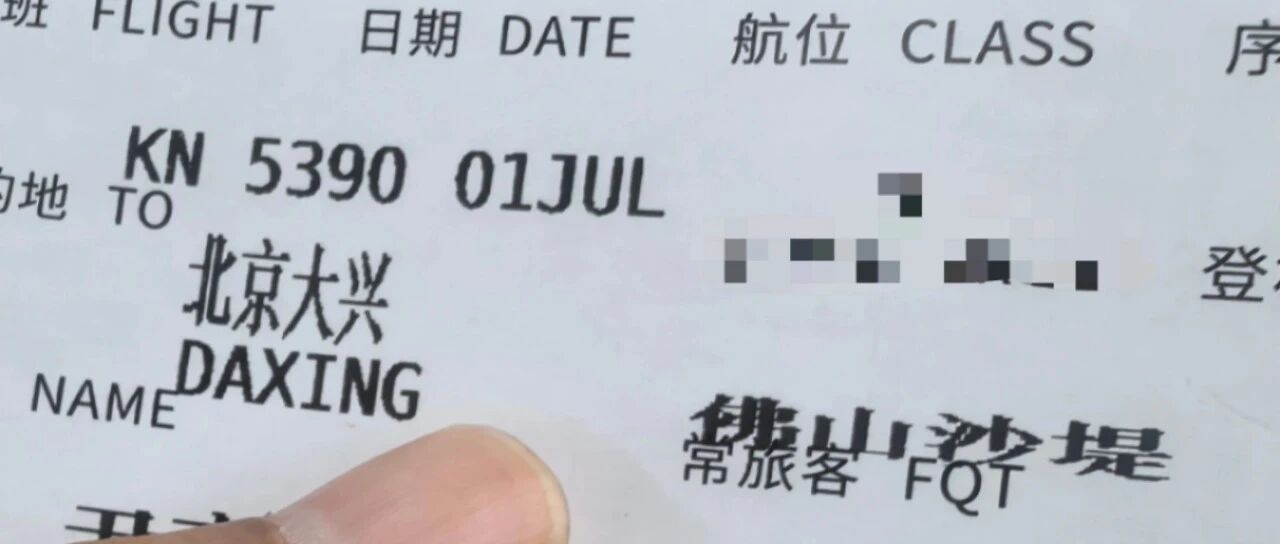 班 FLIGHT 日期 DATE 航位 CLASS 序
KN 5390 01JUL
的地 TO
登
北京大兴
DAXING
NAME
佛山沙堤
常旅客 FQT